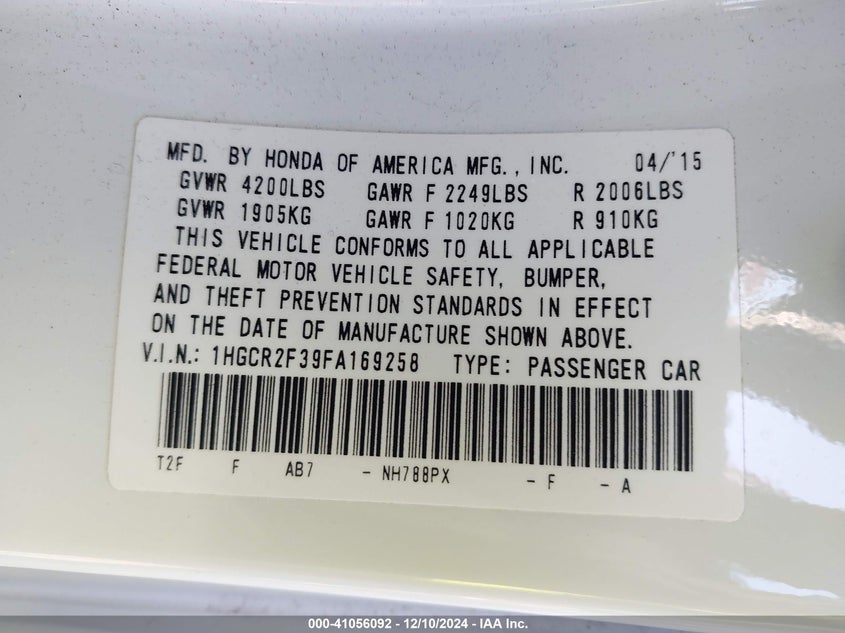 MFD. BY HONDA OF AMERICA MFG., INC. 04/'15
GVWR 4200LBS GAWR F 2249LBS R 2006LBS
GVWR 1905KG GAWR F 1020KG R 910KG
THIS VEHICLE CONFORMS TO ALL APPLICABLE
FEDERAL MOTOR VEHICLE SAFETY, BUMPER,
AND THEFT PREVENTION STANDARDS IN EFFECT
ON THE DATE OF MANUFACTURE SHOWN ABOVE.
V.I.N.: 1HGCR2F39FA169258 TYPE: PASSENGER CAR
T2F F AB7 - NH788PX - F - A
000-41056092 - 12/10/2024 - IAA Inc.